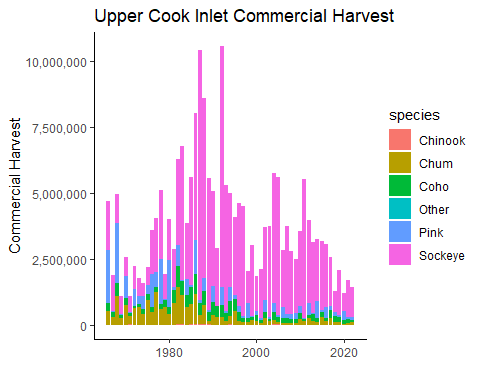 Upper Cook Inlet Commercial Harvest
Commercial Harvest
10,000,000
7,500,000
5,000,000
2,500,000
0
1980
2000
2020
species
Chinook
Chum
Coho
Other
Pink
Sockeye